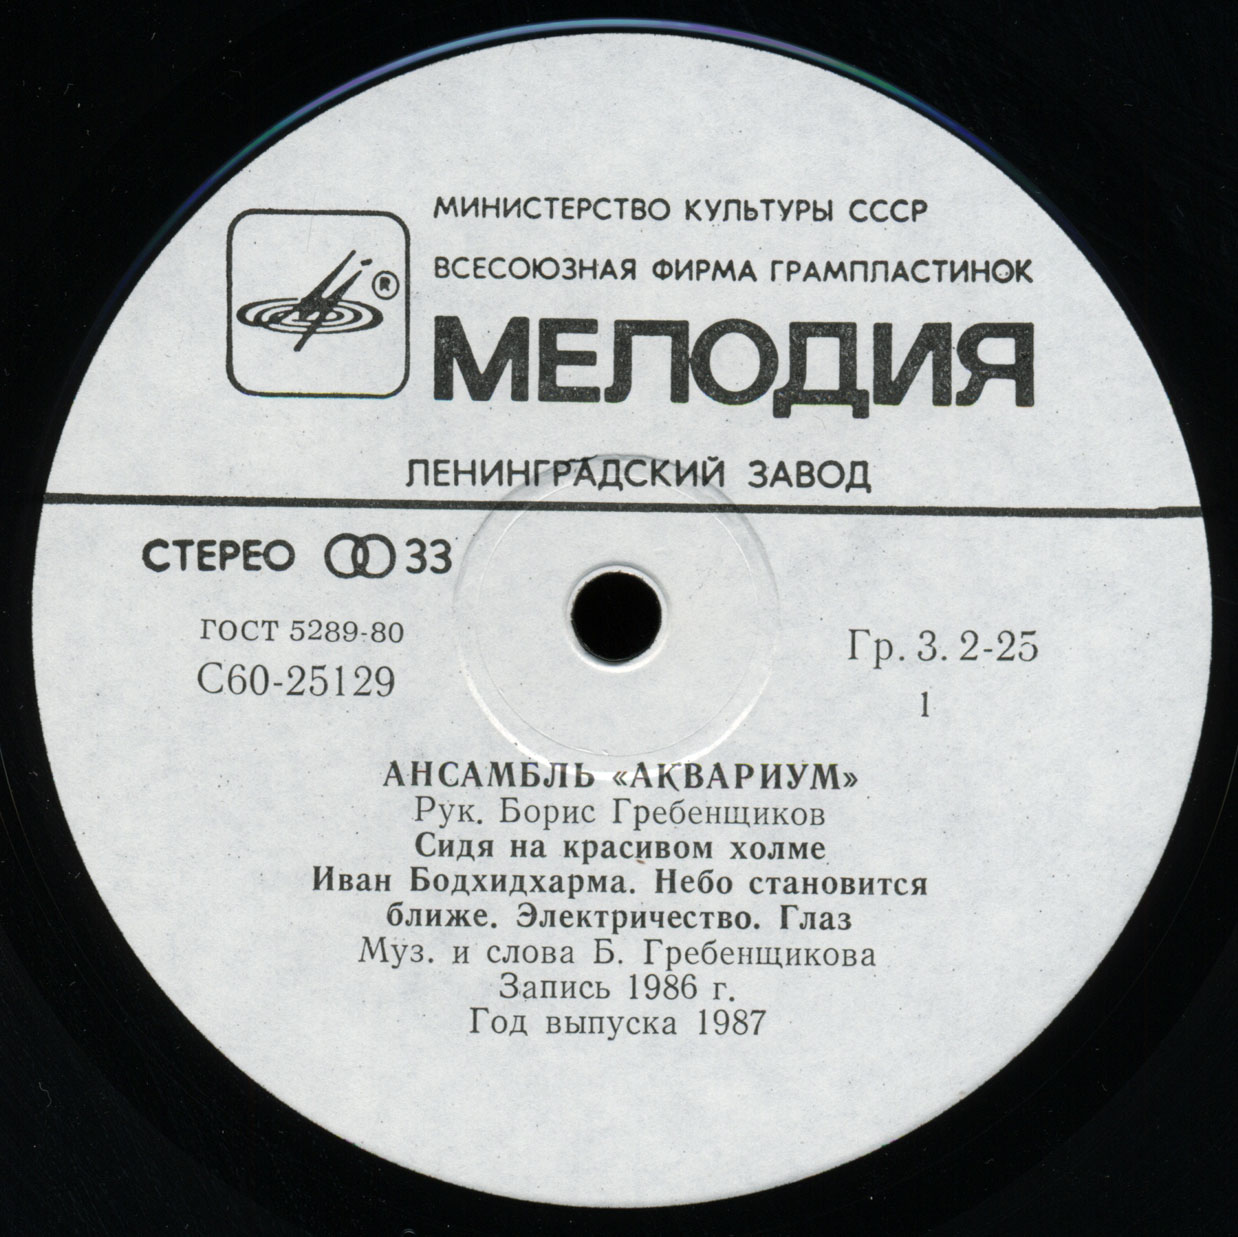 МИНИСТЕРСТВО КУЛЬТУРЫ СССР
ВСЕСОЮЗНАЯ ФИРМА ГРАМПЛАСТИНОК
®
МЕЛОДИЯ
ЛЕНИНГРАДСКИЙ ЗАВОД
СТЕРЕО 33
ГОСТ 5289-80
С60-25129
Гр. 3. 2-25
1
АНСАМБЛЬ «АКВАРИУМ»
Рук. Борис Гребенщиков
Сидя на красивом холме
Иван Бодхидхарма. Небо становится
ближе. Электричество. Глаз
Муз. и слова Б. Гребенщикова
Запись 1986 г.
Год выпуска 1987